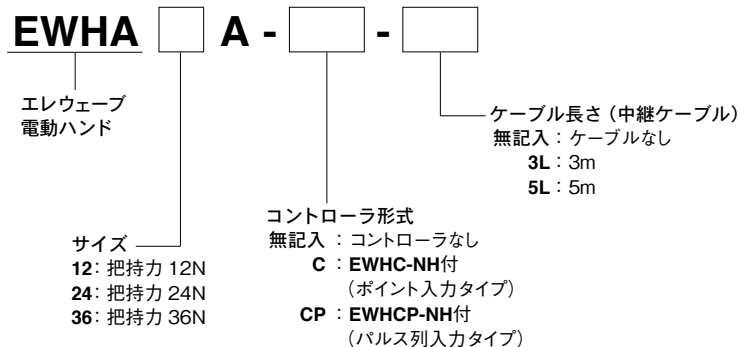 EWHA □ A - □ - □
エレウェーブ
電動ハンド
ケーブル長さ(中継ケーブル)
無記入:ケーブルなし
3L:3m
5L:5m
コントローラ形式
無記入:コントローラなし
C:EWHC-NH付
(ポイント入力タイプ)
CP:EWHCP-NH付
(パルス列入力タイプ)
サイズ
12:把持力 12N
24:把持力 24N
36:把持力 36N